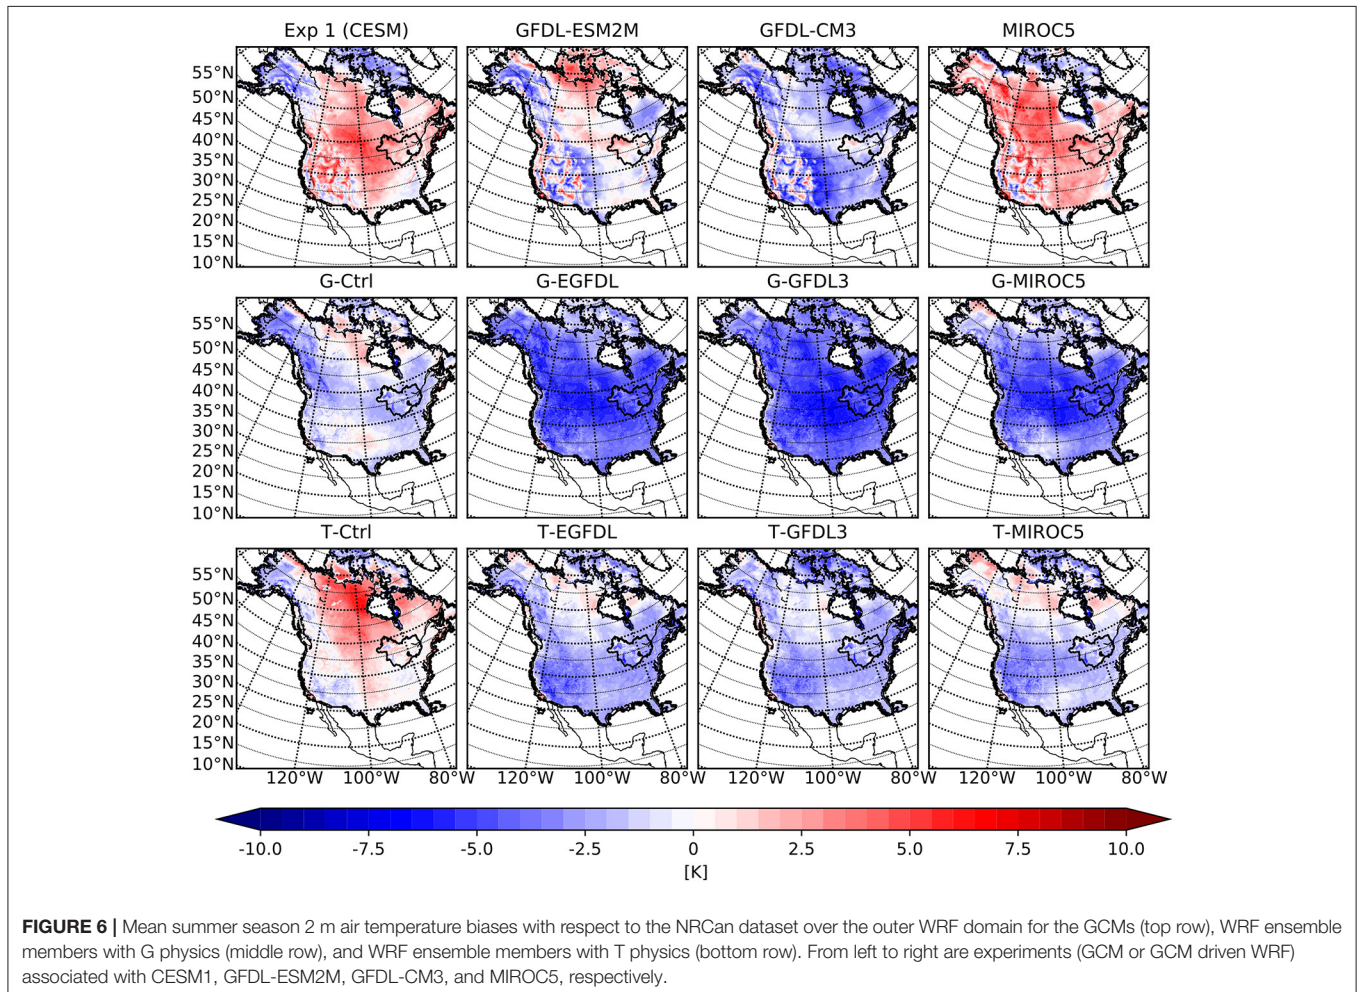 Exp 1 (CESM) GFDL-ESM2M GFDL-CM3 MIROC5
55°N
50°N
45°N
40°N
35°N
30°N
25°N
20°N
15°N
10°N
G-Ctrl G-EGFDL G-GFDL3 G-MIROC5
55°N
50°N
45°N
40°N
35°N
30°N
25°N
20°N
15°N
10°N
T-Ctrl T-EGFDL T-GFDL3 T-MIROC5
55°N
50°N
45°N
40°N
35°N
30°N
25°N
20°N
15°N
10°N
120°W 100°W 80°W 120°W 100°W 80°W 120°W 100°W 80°W 120°W 100°W 80°W
-10.0 -7.5 -5.0 -2.5 0 2.5 5.0 7.5 10.0
[K]
FIGURE 6 | Mean summer season 2 m air temperature biases with respect to the NRCan dataset over the outer WRF domain for the GCMs (top row), WRF ensemble
members with G physics (middle row), and WRF ensemble members with T physics (bottom row). From left to right are experiments (GCM or GCM driven WRF)
associated with CESM1, GFDL-ESM2M, GFDL-CM3, and MIROC5, respectively.